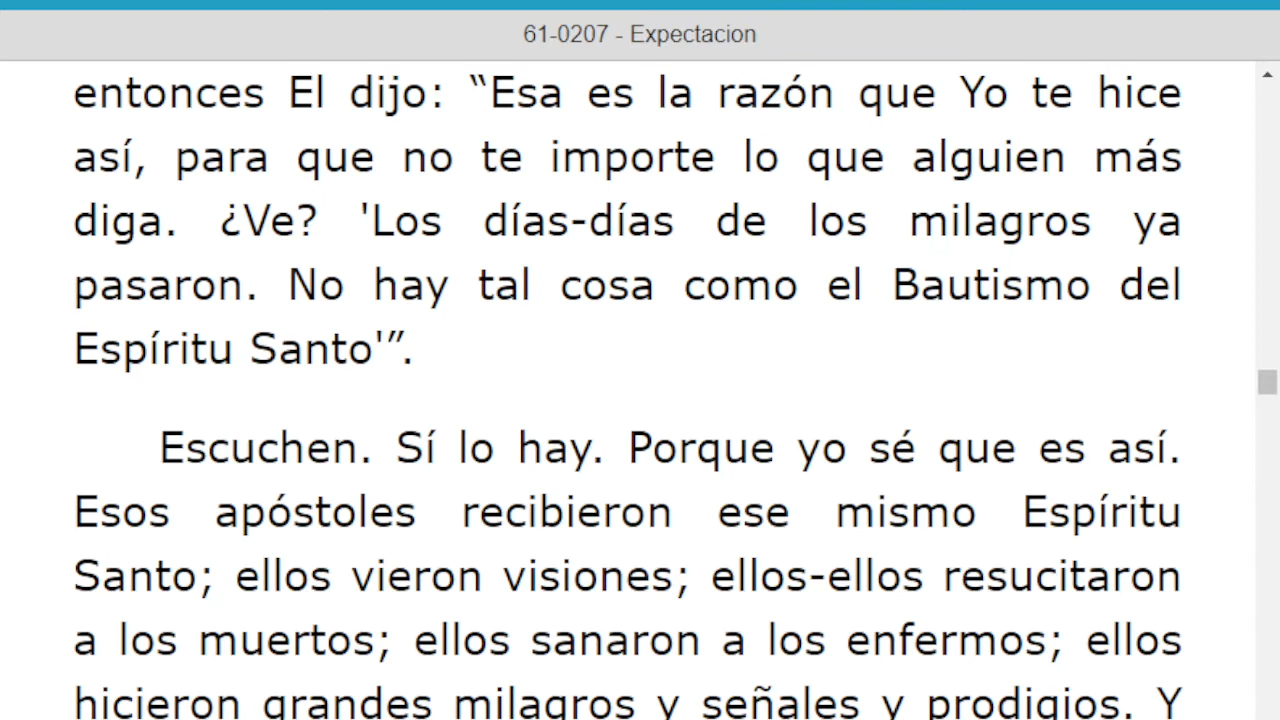 61-0207 - Expectacion
entonces El dijo: “Esa es la razón que Yo te hice
así, para que no te importe lo que alguien más
diga. ¿Ve? 'Los días-días de los milagros ya
pasaron. No hay tal cosa como el Bautismo del
Espíritu Santo'”.
Escuchen. Sí lo hay. Porque yo sé que es así.
Esos apóstoles recibieron ese mismo Espíritu
Santo; ellos vieron visiones; ellos-ellos resucitaron
a los muertos; ellos sanaron a los enfermos; ellos
hicieron grandes milagros y señales y prodigios. Y